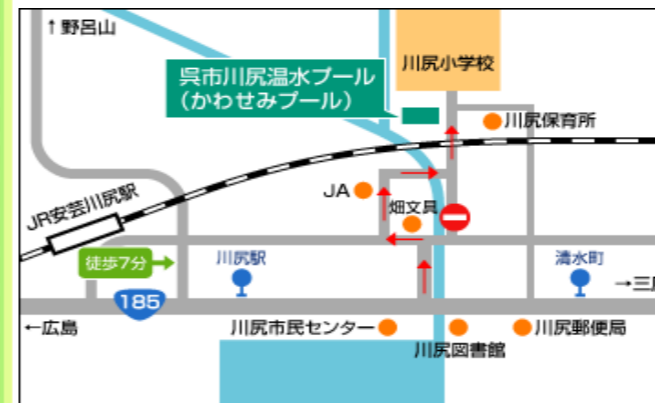 ↑野呂山
川尻小学校
呉市川尻温水プール
(かわせみプール)
川尻保育所
JR安芸川尻駅
JA
畑文具
徒歩7分→
川尻駅
清水町
→三原
185
←広島
川尻市民センター
川尻郵便局
川尻図書館